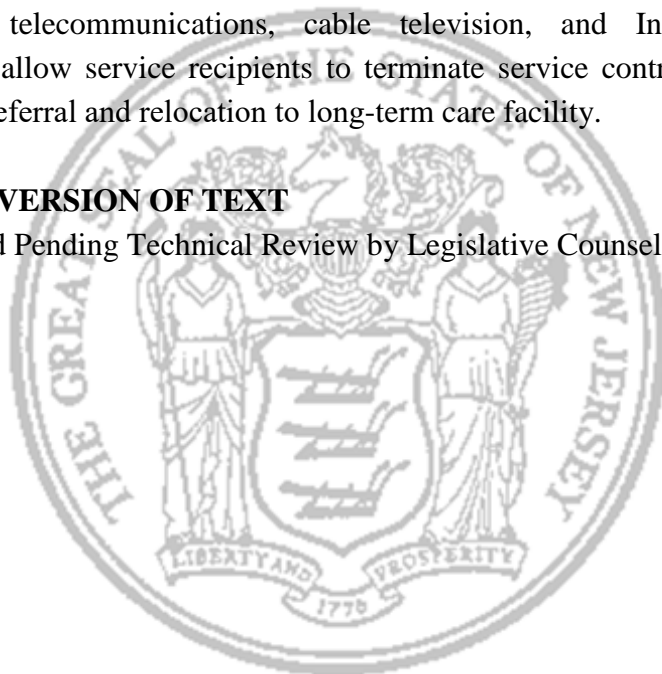 telecommunications, cable television, and In
allow service recipients to terminate service contr
eferral and relocation to long-term care facility.
VERSION OF TEXT
d Pending Technical Review by Legislative Counsel
THE GREAT SEAL OF THE STATE OF NEW JERSEY
LIBERTY AND PROSPERITY
1776